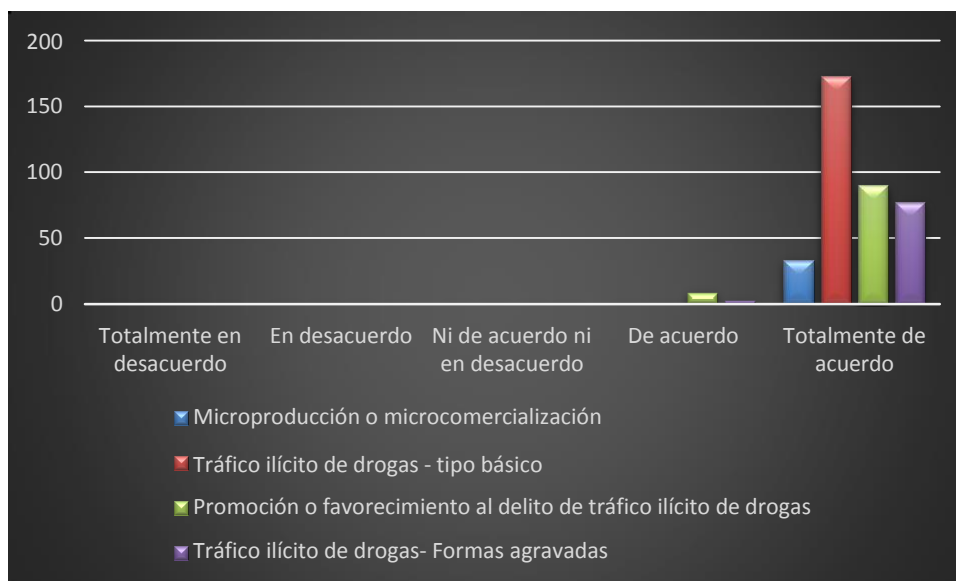 200
150
100
50
0
Totalmente en desacuerdo
En desacuerdo
Ni de acuerdo ni en desacuerdo
De acuerdo
Totalmente de acuerdo
Microproducción o microcomercialización
Tráfico ilícito de drogas - tipo básico
Promoción o favorecimiento al delito de tráfico ilícito de drogas
Tráfico ilícito de drogas- Formas agravadas